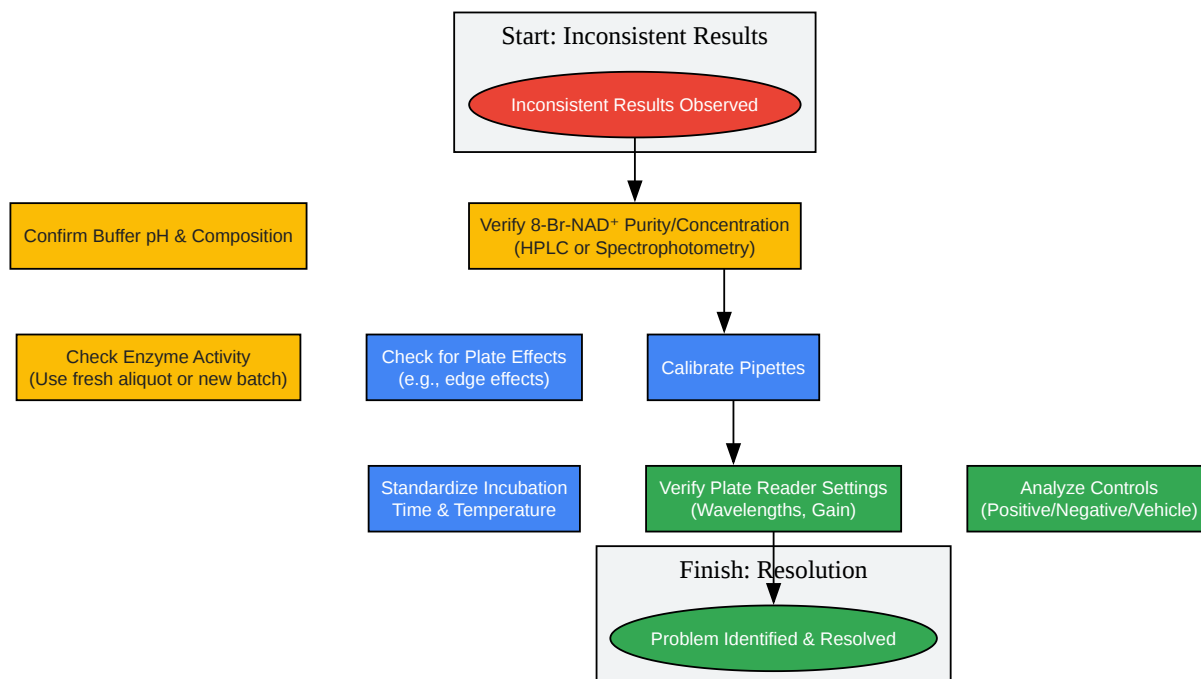 Start: Inconsistent Results
Inconsistent Results Observed
Confirm Buffer pH & Composition
Verify 8-Br-NAD⁺ Purity/Concentration
(HPLC or Spectrophotometry)
Check Enzyme Activity
(Use fresh aliquot or new batch)
Check for Plate Effects
(e.g., edge effects)
Calibrate Pipettes
Standardize Incubation
Time & Temperature
Verify Plate Reader Settings
(Wavelengths, Gain)
Analyze Controls
(Positive/Negative/Vehicle)
Finish: Resolution
Problem Identified & Resolved